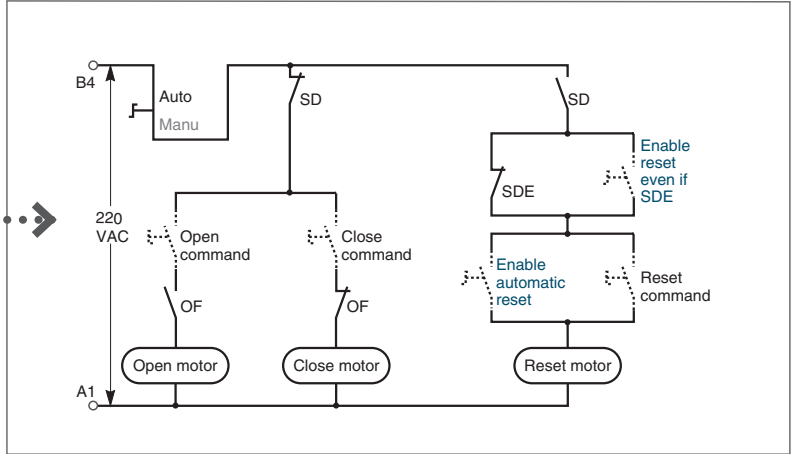 B4
Auto
Manu
SD
SD
Enable
reset
even if
SDE
SDE
220
VAC
Open
command
Close
command
Enable
automatic
reset
Reset
command
OF
OF
Open motor
Close motor
Reset motor
A1